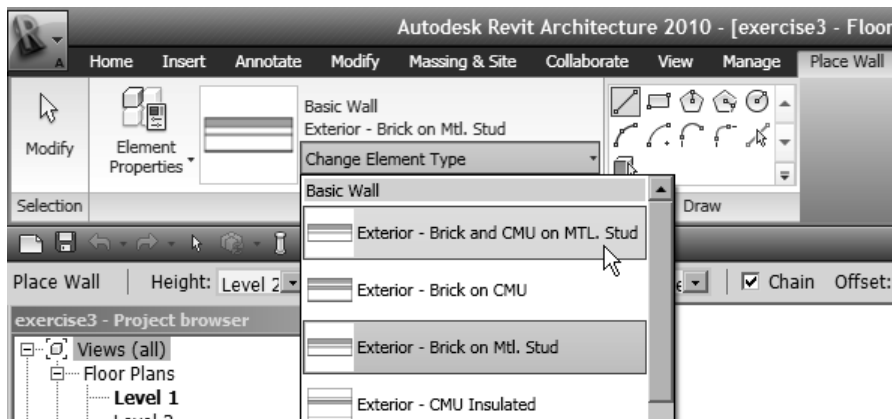 Autodesk Revit Architecture 2010 - [exercise3 - Floor
A Home Insert Annotate Modify Massing & Site Collaborate View Manage Place Wall
Basic Wall
Exterior - Brick on Mtl. Stud
Modify
Element
Properties
Change Element Type
Basic Wall
Selection
Draw
Exterior - Brick and CMU on MTL. Stud
Place Wall Height: Level 2
Chain Offset:
Exterior - Brick on CMU
exercise3 - Project browser
Views (all)
Exterior - Brick on Mtl. Stud
Floor Plans
Level 1
Exterior - CMU Insulated